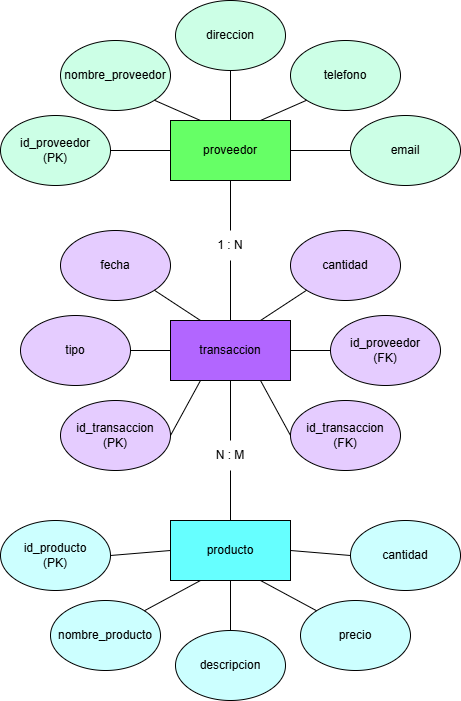 direccion
nombre_proveedor
telefono
id_proveedor
(PK)
proveedor
email
1 : N
fecha
cantidad
tipo
transaccion
id_proveedor
(FK)
id_transaccion
(PK)
id_transaccion
(FK)
N : M
id_producto
(PK)
producto
cantidad
nombre_producto
descripcion
precio